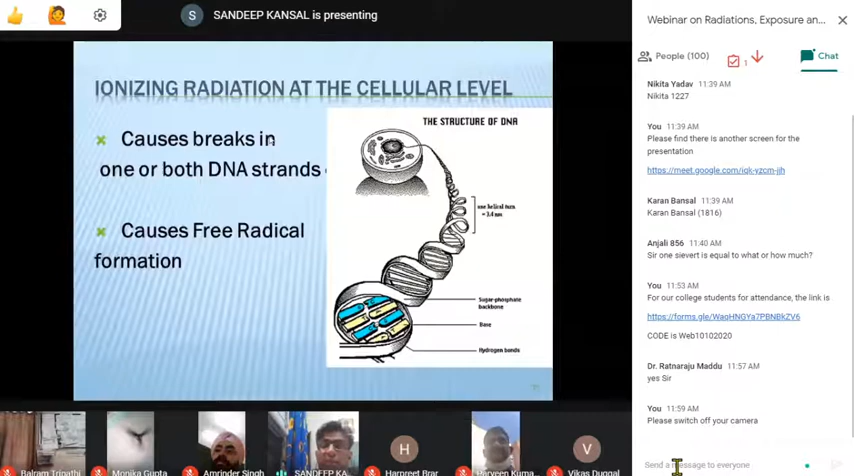 S SANDEEP KANSAL is presenting
IONIZING RADIATION AT THE CELLULAR LEVEL
Causes breaks in
one or both DNA strands
Causes Free Radical
formation
THE STRUCTURE OF DNA
one helical turn
= 3.4 nm
Sugar-phosphate
backbone
Base
Hydrogen bonds
Balram Tripathi
Monika Gupta
Amrinder Singh
SANDEEP KA...
H
Harpreet Brar
Parveen Kuma...
V
Vikas Duggal
Webinar on Radiations, Exposure an...
People (100)
1
Chat
Nikita Yadav 11:39 AM
Nikita 1227
You 11:39 AM
Please find there is another screen for the
presentation
https://meet.google.com/iqk-yzcm-jjh
Karan Bansal 11:39 AM
Karan Bansal (1816)
Anjali 856 11:40 AM
Sir one sievert is equal to what or how much?
You 11:53 AM
For our college students for attendance, the link is
https://forms.gle/WaqHNGYa7PBNBkZV6
CODE is Web10102020
Dr. Ratnaraju Maddu 11:57 AM
yes Sir
You 11:59 AM
Please switch off your camera
Send a message to everyone